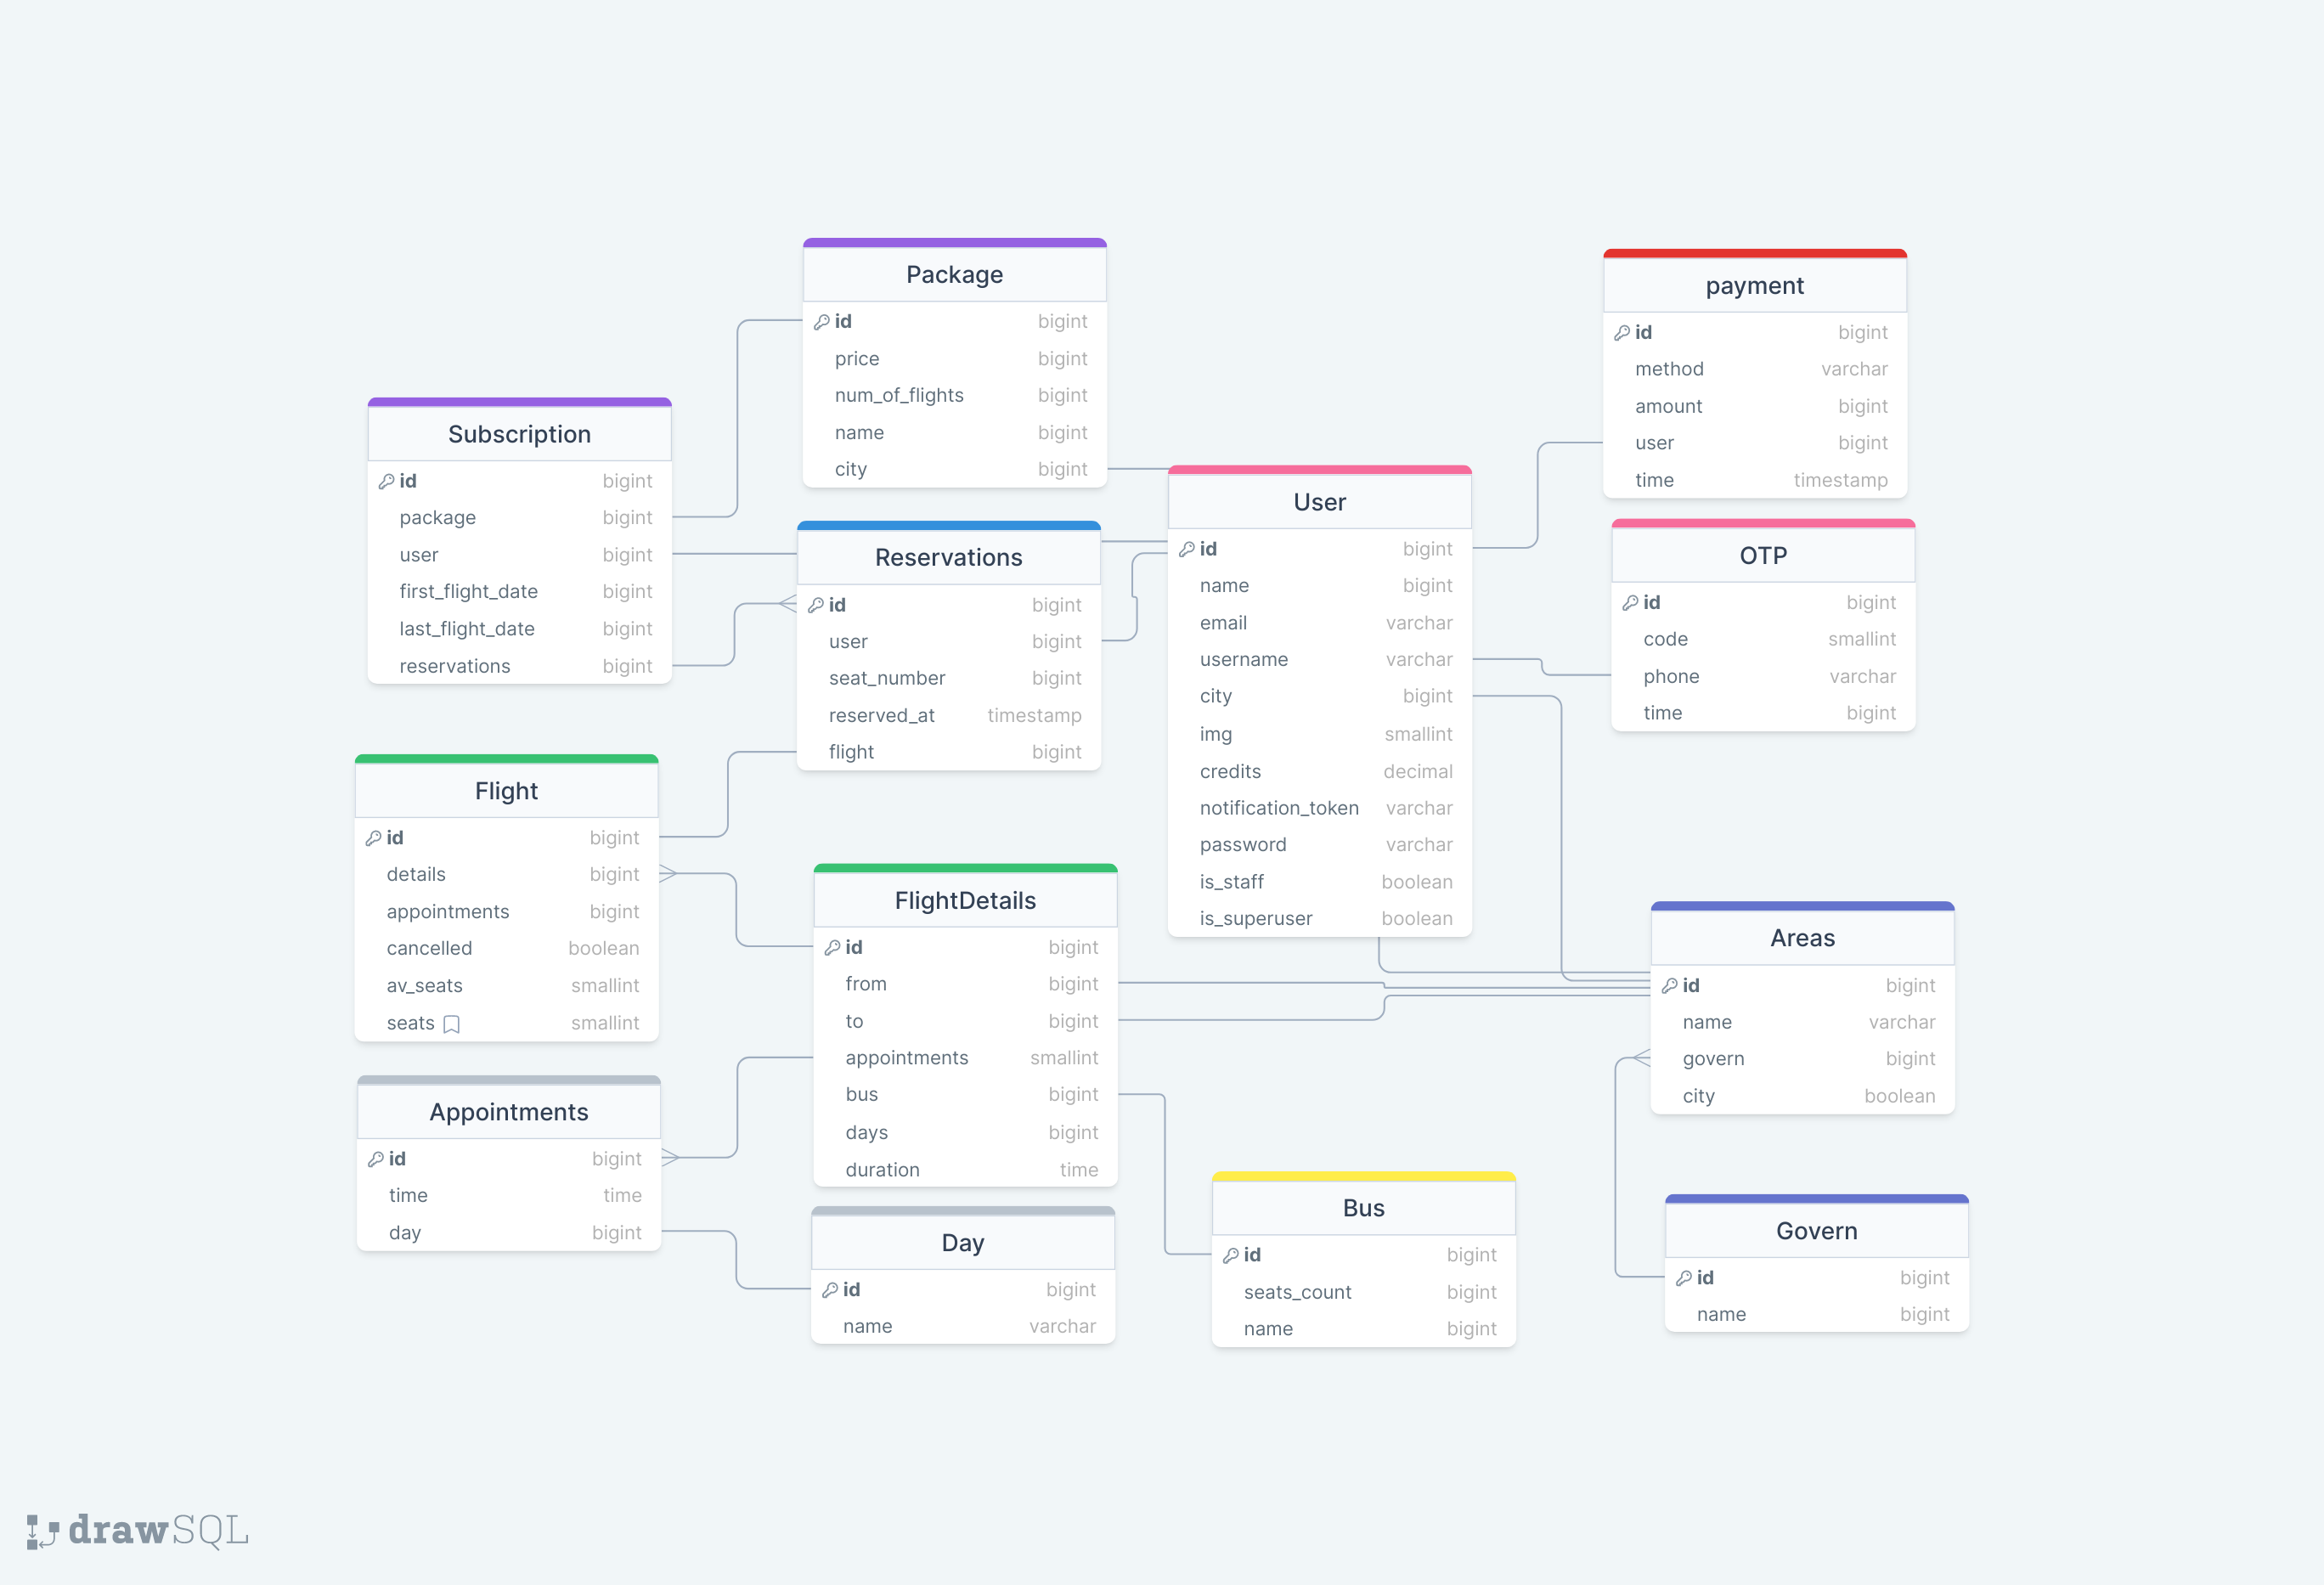 Package
id bigint
price bigint
num_of_flights bigint
name bigint
city bigint
payment
id bigint
method varchar
amount bigint
user bigint
time timestamp
Subscription
id bigint
package bigint
user bigint
first_flight_date bigint
last_flight_date bigint
reservations bigint
User
id bigint
name bigint
email varchar
username varchar
city bigint
img smallint
credits decimal
notification_token varchar
password varchar
is_staff boolean
is_superuser boolean
Reservations
id bigint
user bigint
seat_number bigint
reserved_at timestamp
flight bigint
OTP
id bigint
code smallint
phone varchar
time bigint
Flight
id bigint
details bigint
appointments bigint
cancelled boolean
av_seats smallint
seats smallint
FlightDetails
id bigint
from bigint
to bigint
appointments smallint
bus bigint
days bigint
duration time
Areas
id bigint
name varchar
govern bigint
city boolean
Appointments
id bigint
time time
day bigint
Day
id bigint
name varchar
Bus
id bigint
seats_count bigint
name bigint
Govern
id bigint
name bigint
drawSQL